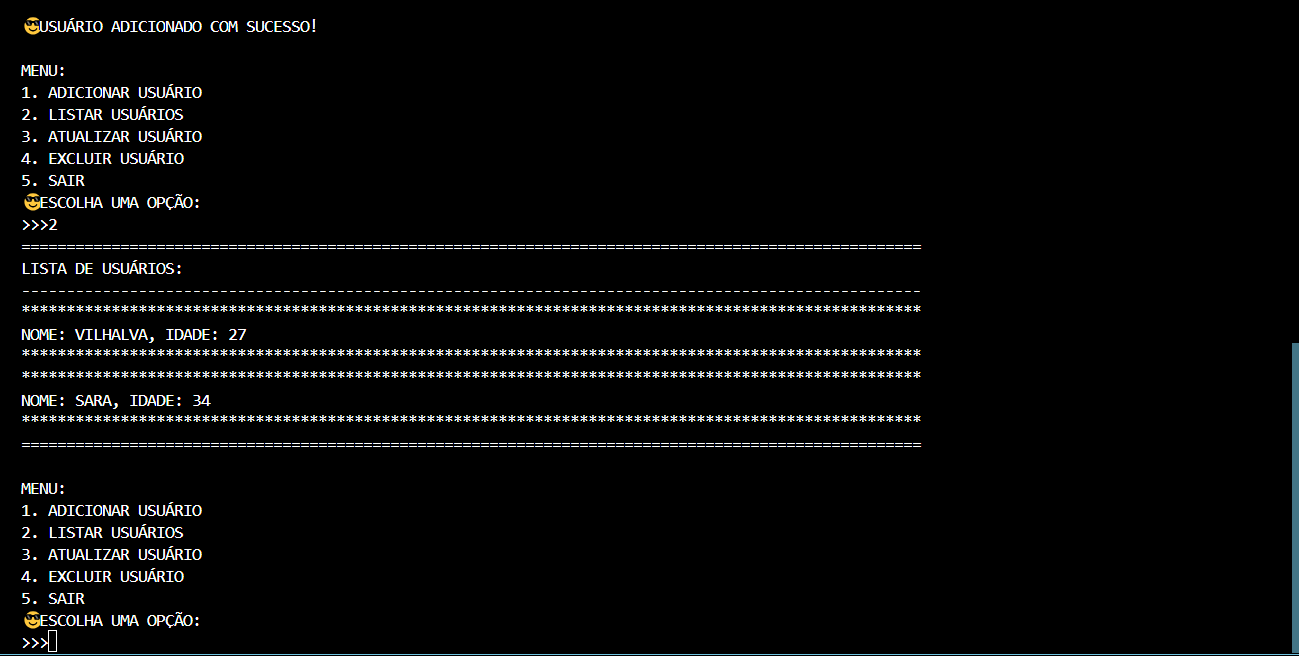 😎USUÁRIO ADICIONADO COM SUCESSO!
MENU:
1. ADICIONAR USUÁRIO
2. LISTAR USUÁRIOS
3. ATUALIZAR USUÁRIO
4. EXCLUIR USUÁRIO
5. SAIR
😎ESCOLHA UMA OPÇÃO:
>>>2
====================================================================================================
LISTA DE USUÁRIOS:
----------------------------------------------------------------------------------------------------
****************************************************************************************************
NOME: VILHALVA, IDADE: 27
****************************************************************************************************
****************************************************************************************************
NOME: SARA, IDADE: 34
****************************************************************************************************
====================================================================================================
MENU:
1. ADICIONAR USUÁRIO
2. LISTAR USUÁRIOS
3. ATUALIZAR USUÁRIO
4. EXCLUIR USUÁRIO
5. SAIR
😎ESCOLHA UMA OPÇÃO:
>>>